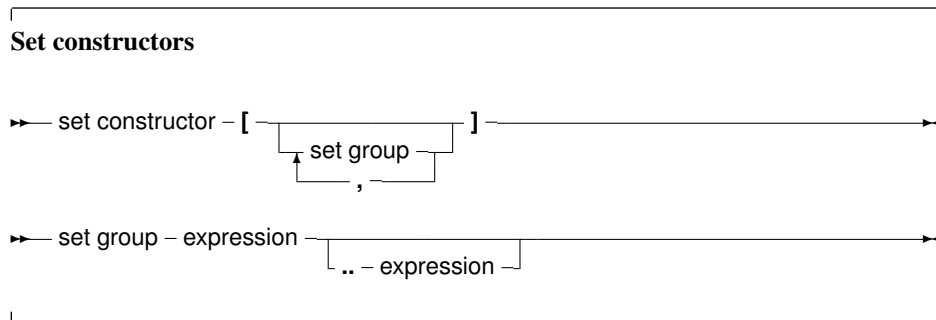 Set constructors
set constructor [ ]
set group
,
set group expression
.. expression